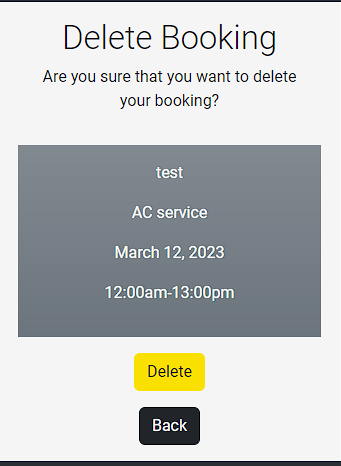 Delete Booking
Are you sure that you want to delete
your booking?
test
AC service
March 12, 2023
12:00am-13:00pm
Delete
Back